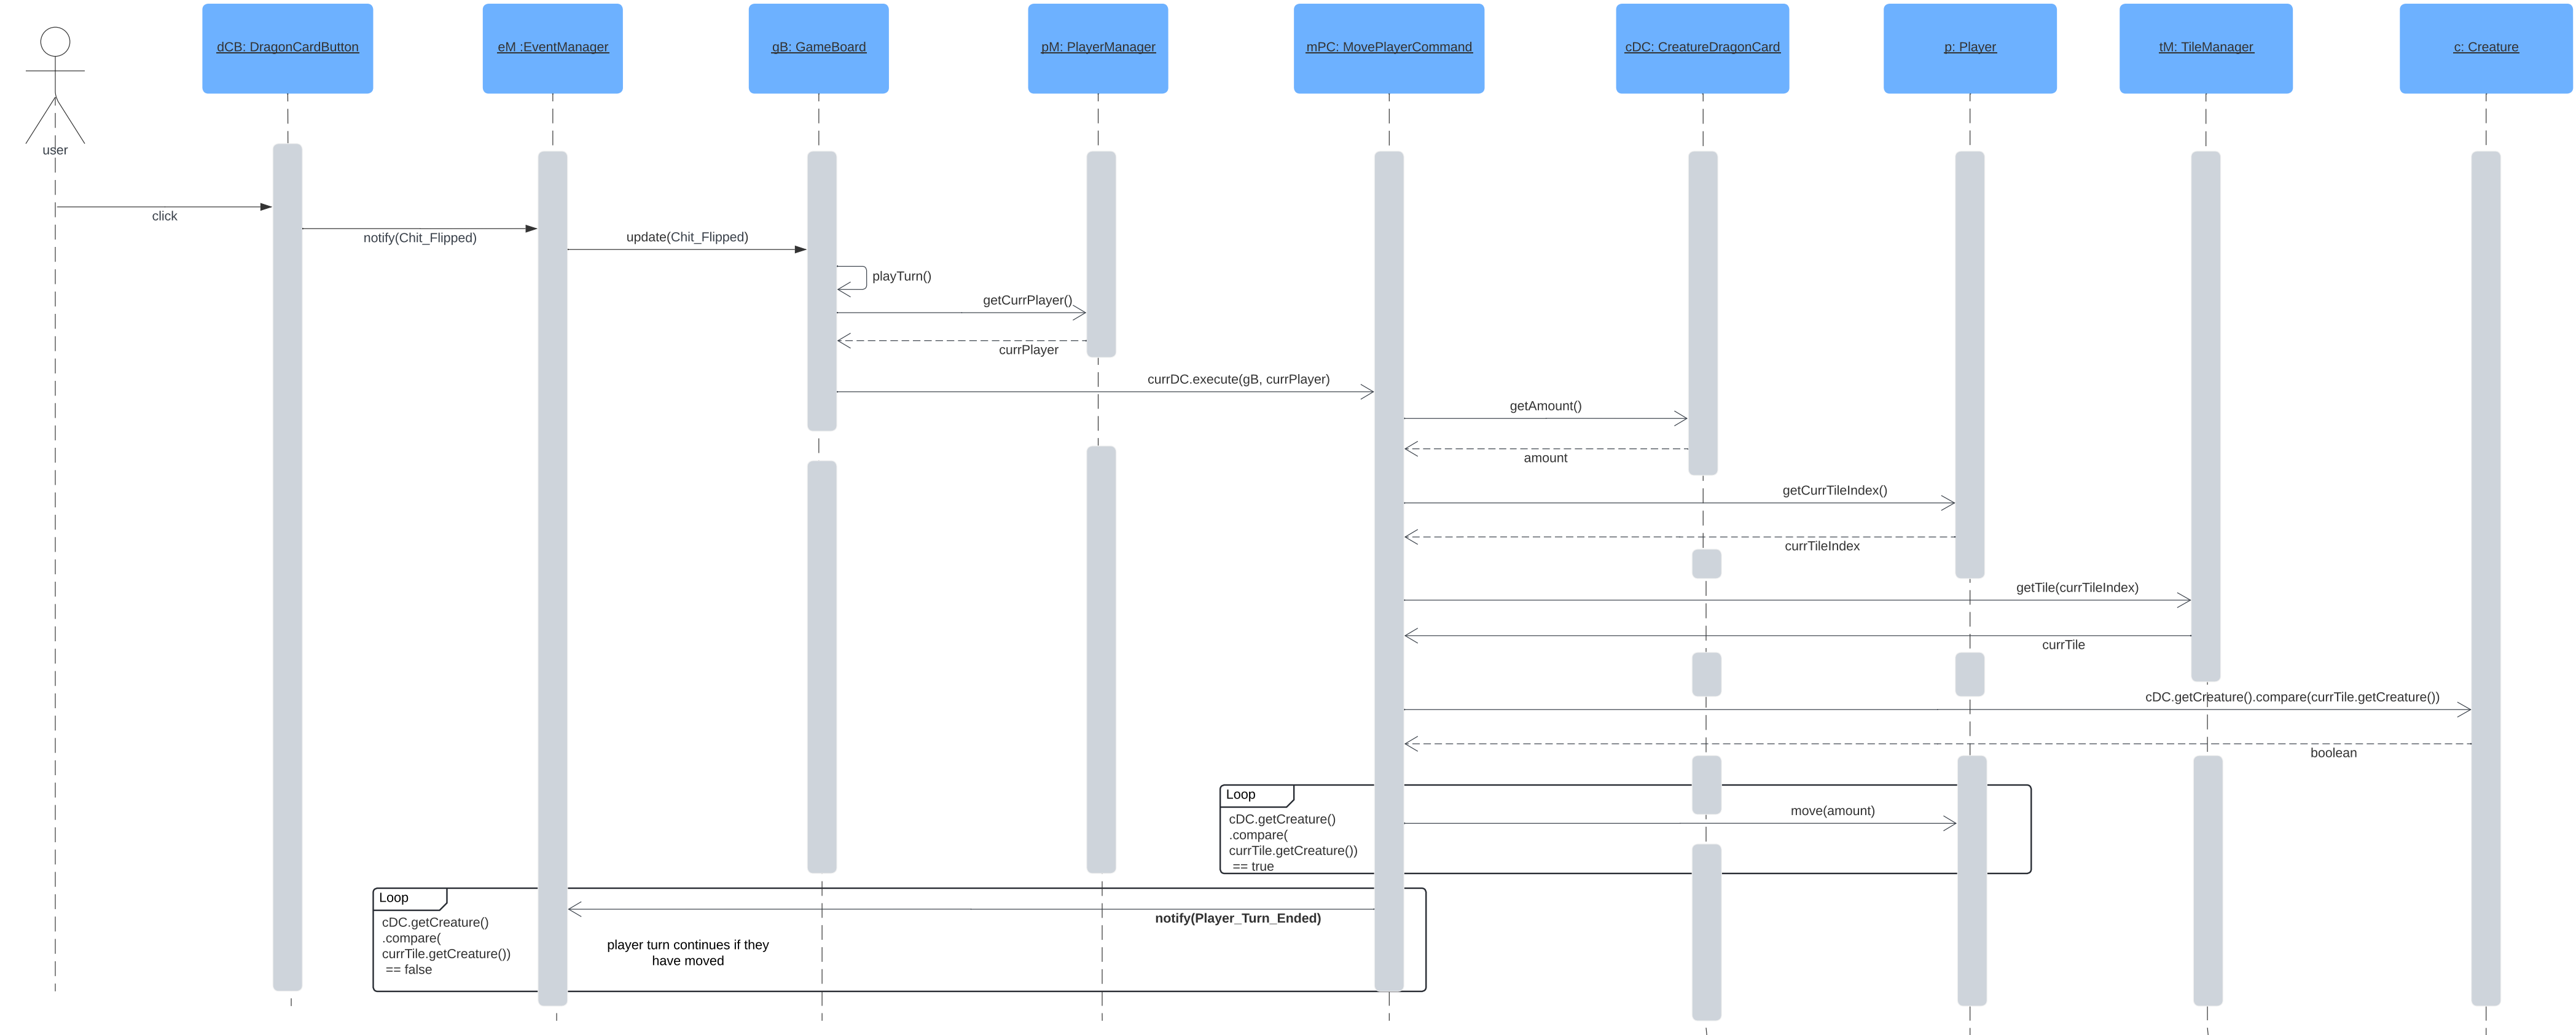 dCB: DragonCardButton
eM :EventManager
gB: GameBoard
pM: PlayerManager
mPC: MovePlayerCommand
cDC: CreatureDragonCard
p: Player
tM: TileManager
c: Creature
user
click
notify(Chit_Flipped)
update(Chit_Flipped)
playTurn()
getCurrPlayer()
currPlayer
currDC.execute(gB, currPlayer)
getAmount()
amount
getCurrTileIndex()
currTileIndex
getTile(currTileIndex)
currTile
cDC.getCreature().compare(currTile.getCreature())
boolean
Loop
cDC.getCreature()
.compare(
currTile.getCreature())
== true
move(amount)
Loop
cDC.getCreature()
.compare(
currTile.getCreature())
== false
notify(Player_Turn_Ended)
player turn continues if they
have moved